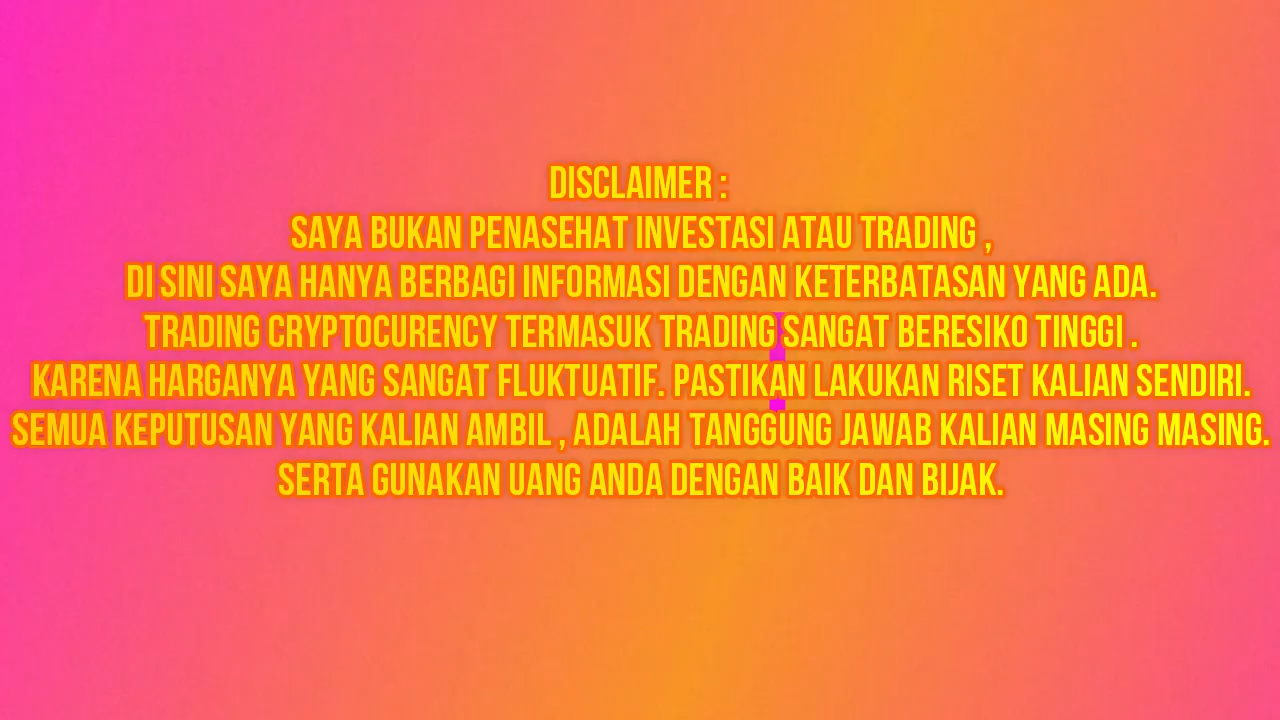 DISCLAIMER :
SAYA BUKAN PENASEHAT INVESTASI ATAU TRADING ,
DI SINI SAYA HANYA BERBAGI INFORMASI DENGAN KETERBATASAN YANG ADA.
TRADING CRYPTOCURENCY TERMASUK TRADING SANGAT BERESIKO TINGGI .
KARENA HARGANYA YANG SANGAT FLUKTUATIF. PASTIKAN LAKUKAN RISET KALIAN SENDIRI.
SEMUA KEPUTUSAN YANG KALIAN AMBIL , ADALAH TANGGUNG JAWAB KALIAN MASING MASING.
SERTA GUNAKAN UANG ANDA DENGAN BAIK DAN BIJAK.